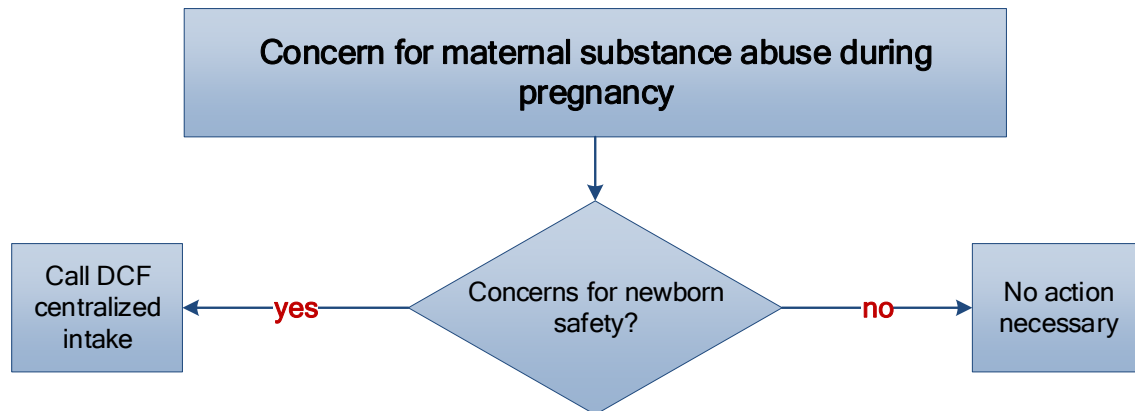 Concern for maternal substance abuse during
pregnancy
Call DCF
centralized
intake
yes
Concerns for newborn
safety?
no
No action
necessary